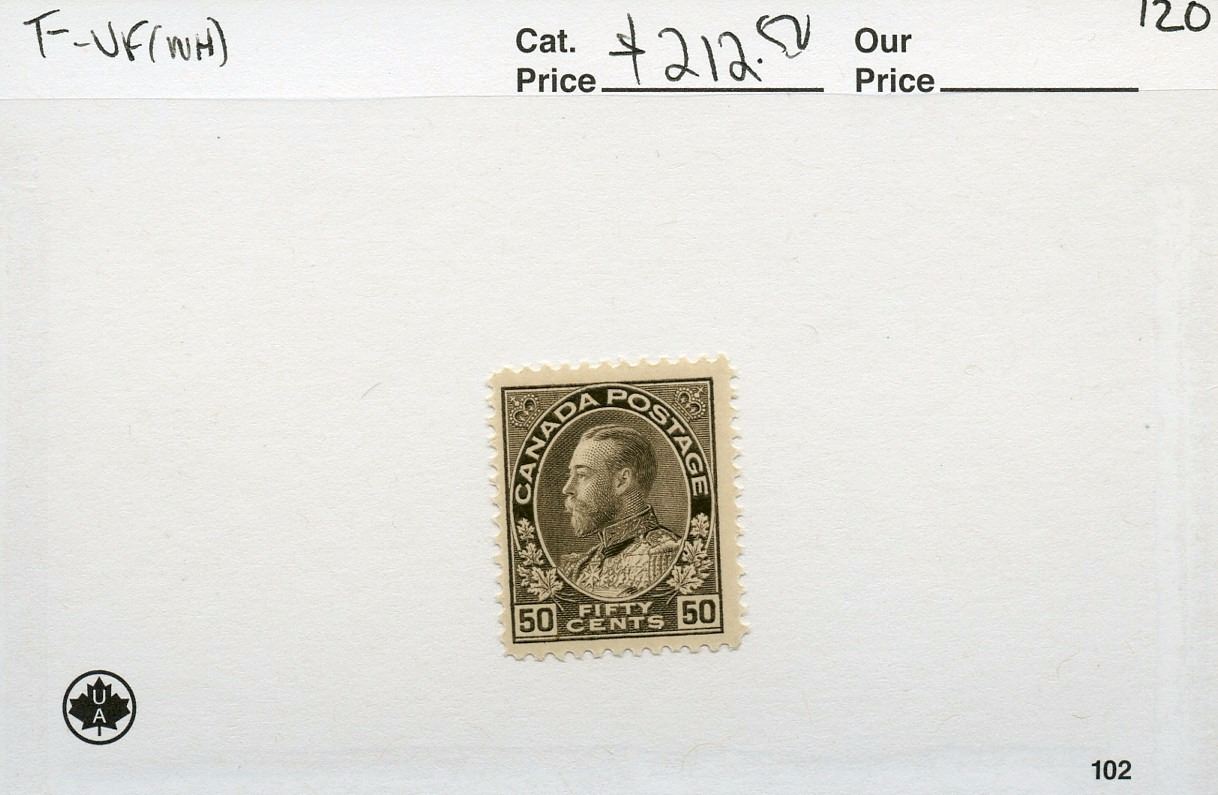 F-VF(NH)
Cat. Price $212.50
Our Price
120
CANADA POSTAGE
50 FIFTY CENTS 50
UA
102